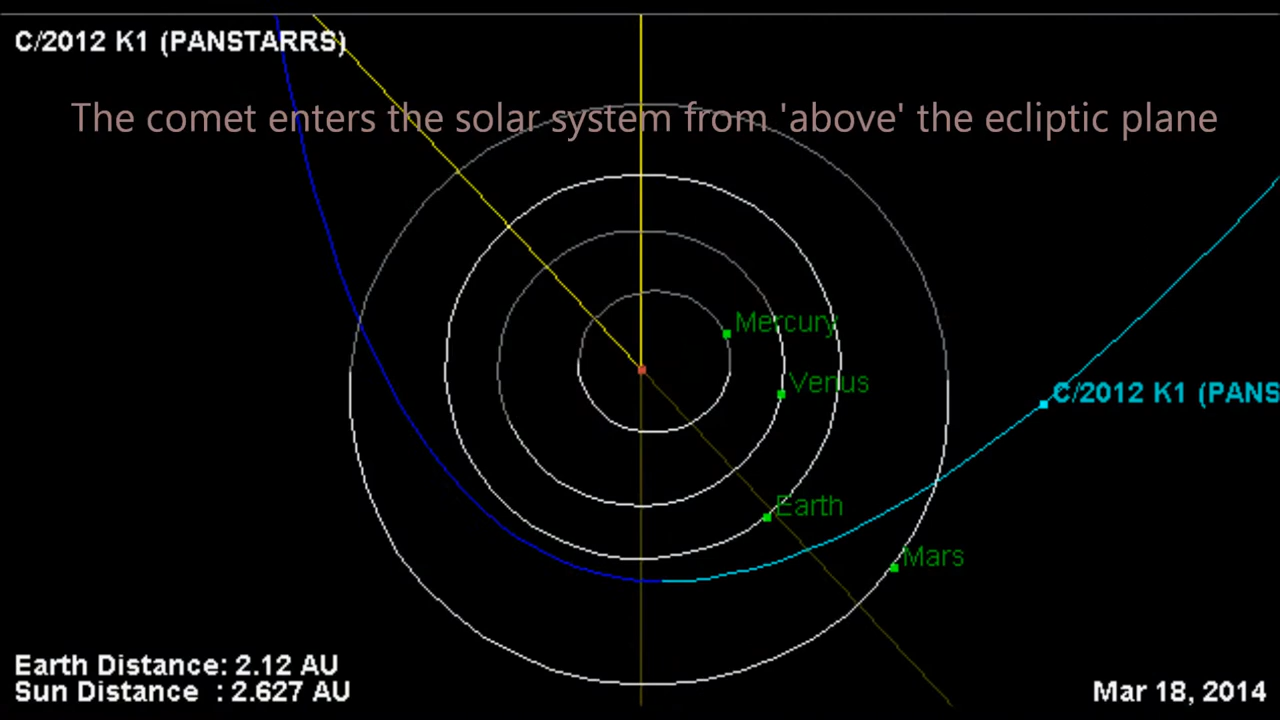 C/2012 K1 (PANSTARRS)
The comet enters the solar system from 'above' the ecliptic plane
Mercury
Venus
C/2012 K1 (PANS
Earth
Mars
Earth Distance: 2.12 AU
Sun Distance : 2.627 AU
Mar 18, 2014